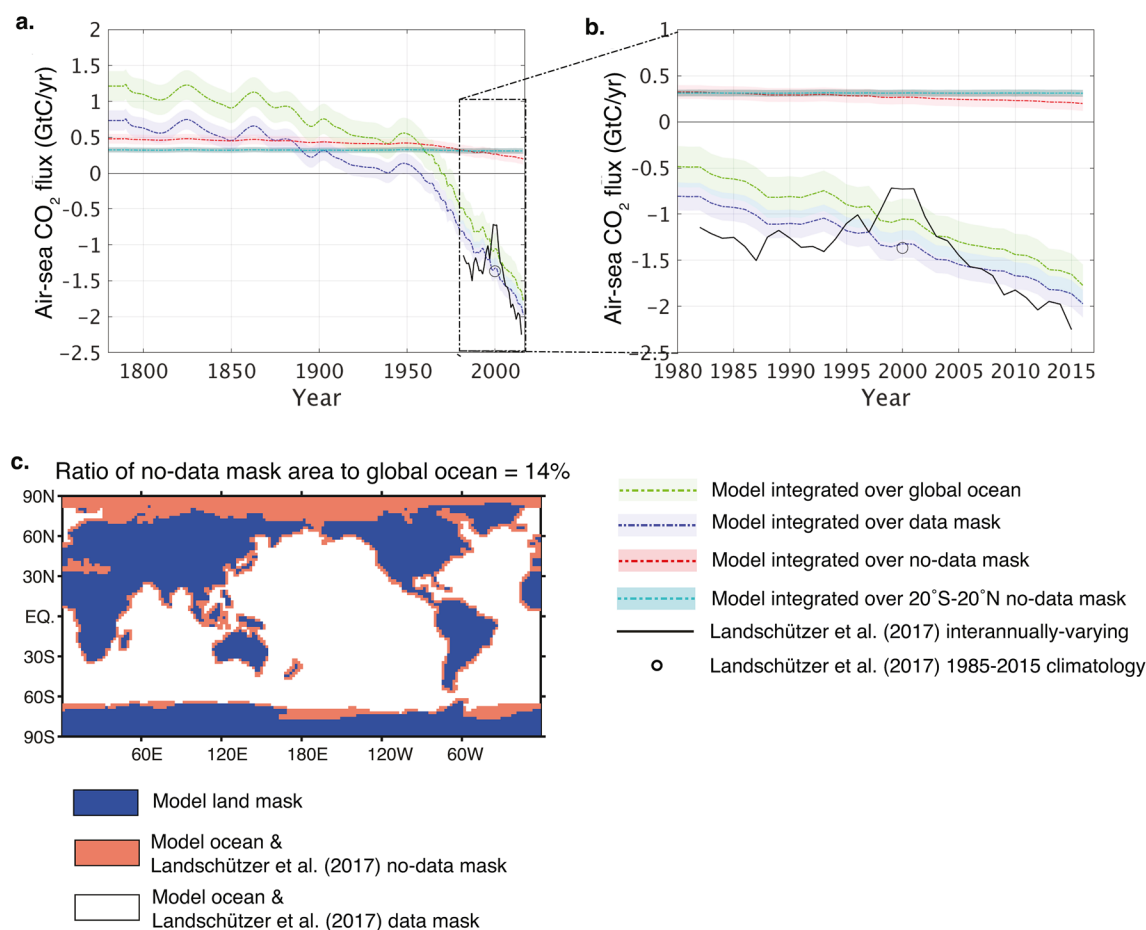 a.
2
1.5
1
0.5
0
−0.5
−1
−1.5
−2
−2.5
Air-sea CO2 flux (GtC/yr)
1800 1850 1900 1950 2000
Year
b.
1
0.5
0
−0.5
−1
−1.5
−2
−2.5
Air-sea CO2 flux (GtC/yr)
1980 1985 1990 1995 2000 2005 2010 2015
Year
c.
Ratio of no-data mask area to global ocean = 14%
90N
60N
30N
EQ.
30S
60S
90S
60E 120E 180E 120W 60W
Model integrated over global ocean
Model integrated over data mask
Model integrated over no-data mask
Model integrated over 20°S-20°N no-data mask
Landschützer et al. (2017) interannually-varying
Landschützer et al. (2017) 1985-2015 climatology
Model land mask
Model ocean &
Landschützer et al. (2017) no-data mask
Model ocean &
Landschützer et al. (2017) data mask